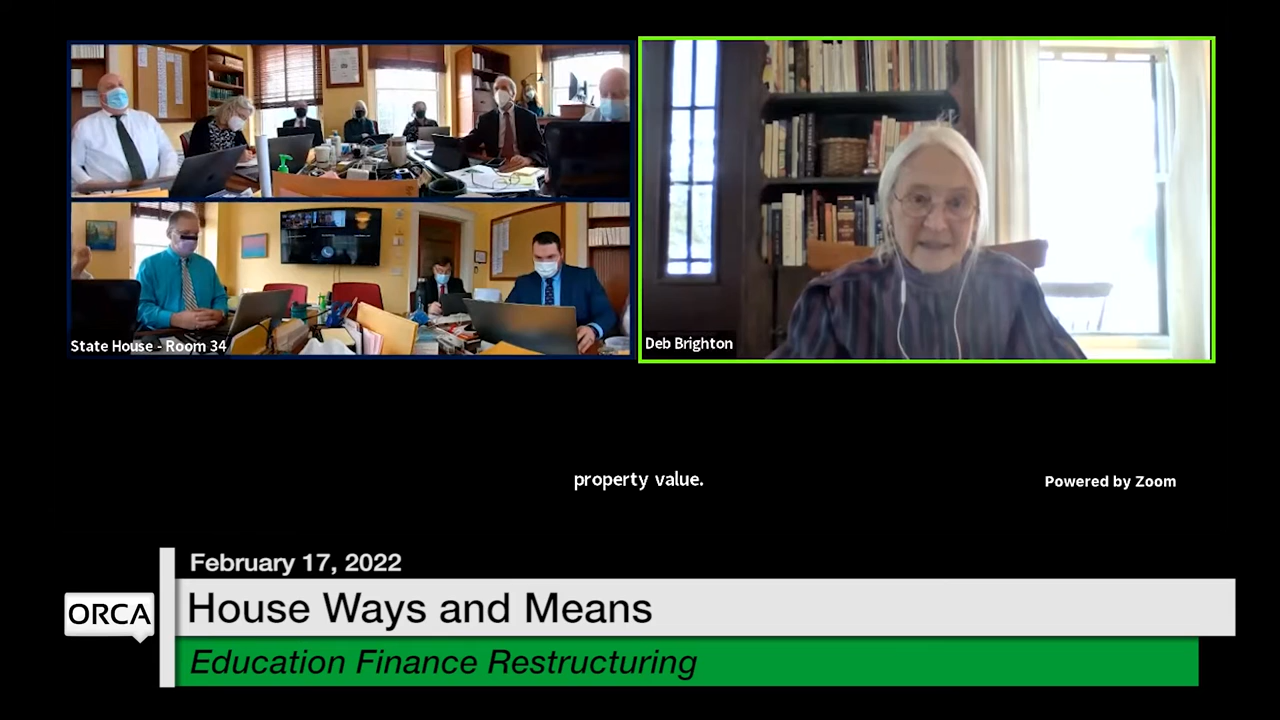 State House - Room 34
Deb Brighton
property value.
Powered by Zoom
February 17, 2022
ORCA
House Ways and Means
Education Finance Restructuring